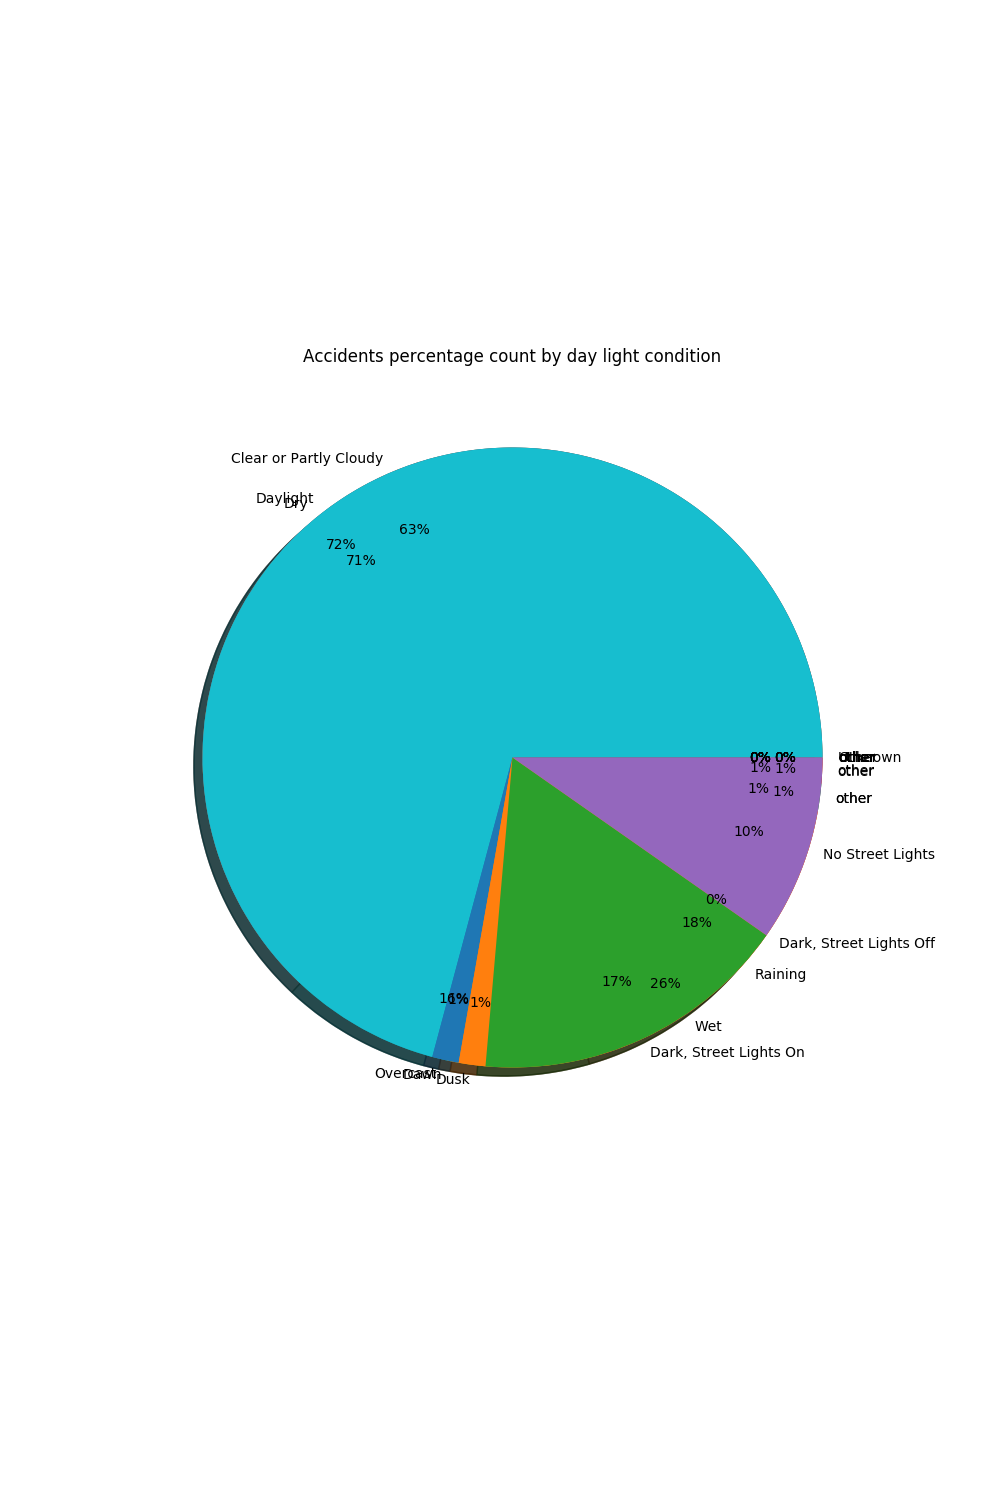 Accidents percentage count by day light condition
Clear or Partly Cloudy
Daylight
Dry
63%
72%
71%
0% 0%
other
1% 1%
other
1% 1%
other
10%
No Street Lights
0%
18%
Dark, Street Lights Off
Raining
17%
26%
16%
1%
1%
Wet
Dark, Street Lights On
Overcast
Dawn
Dusk